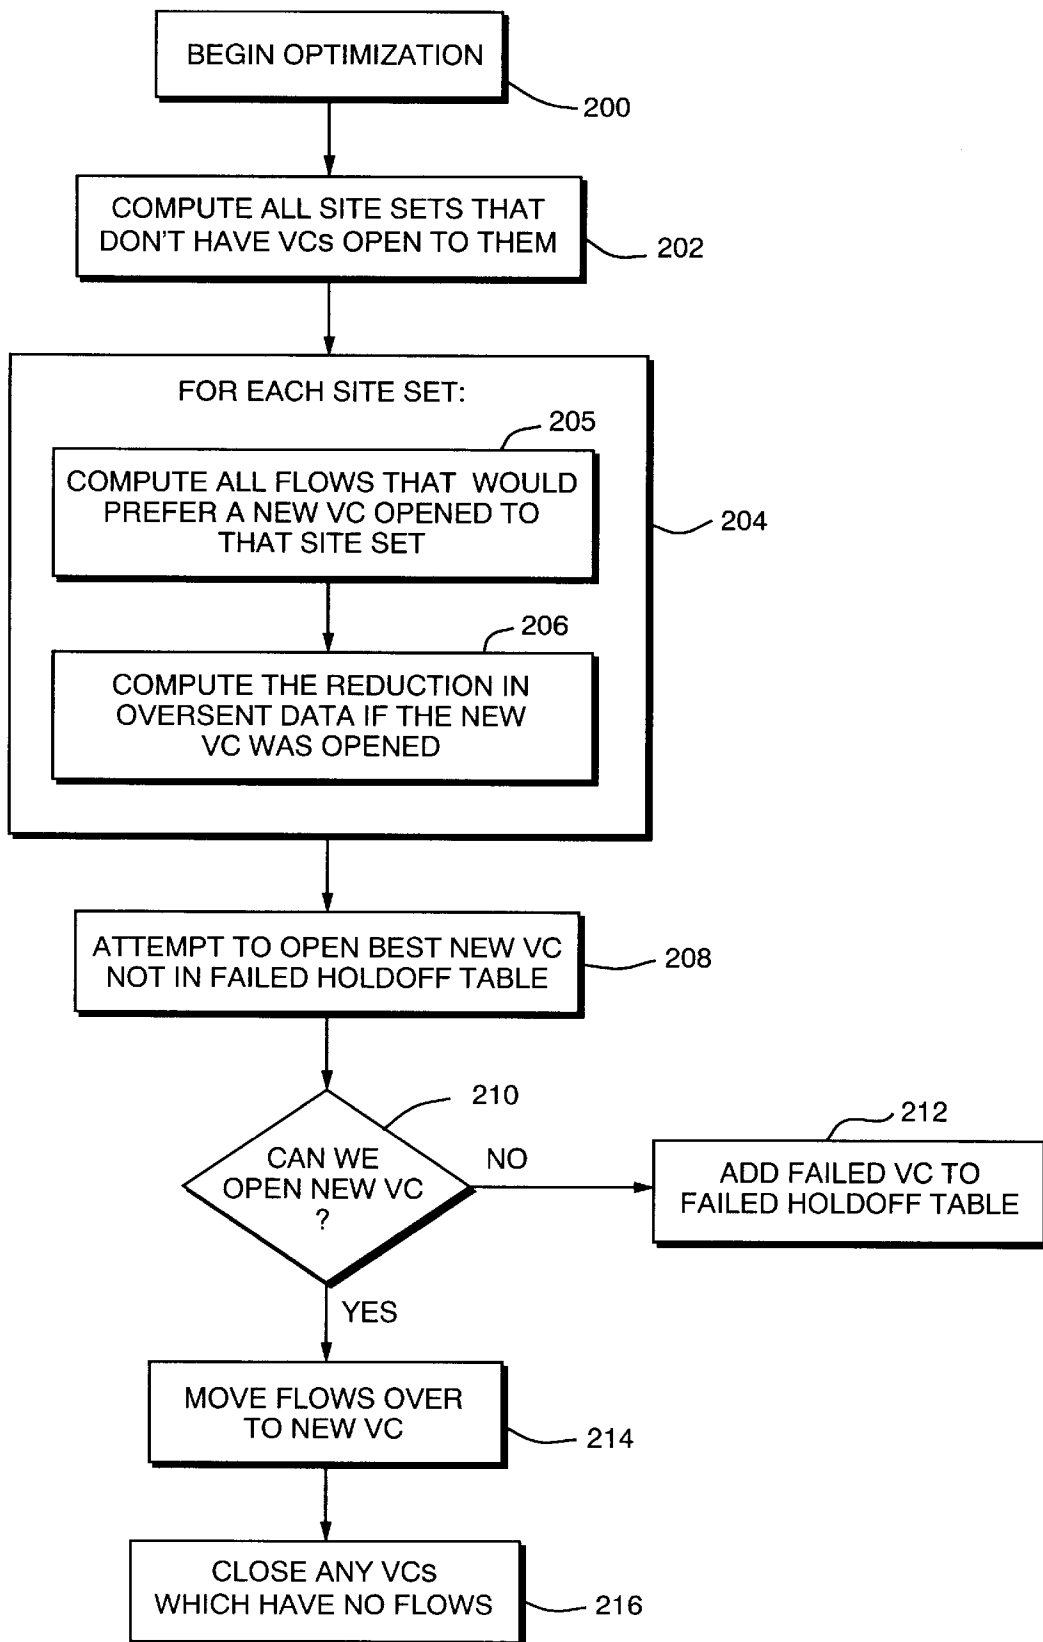 BEGIN OPTIMIZATION
200
COMPUTE ALL SITE SETS THAT
DON'T HAVE VCs OPEN TO THEM
202
FOR EACH SITE SET:
205
COMPUTE ALL FLOWS THAT WOULD
PREFER A NEW VC OPENED TO
THAT SITE SET
204
206
COMPUTE THE REDUCTION IN
OVERSENT DATA IF THE NEW
VC WAS OPENED
ATTEMPT TO OPEN BEST NEW VC
NOT IN FAILED HOLDOFF TABLE
208
210
CAN WE
OPEN NEW VC
?
NO
212
ADD FAILED VC TO
FAILED HOLDOFF TABLE
YES
MOVE FLOWS OVER
TO NEW VC
214
CLOSE ANY VCs
WHICH HAVE NO FLOWS
216